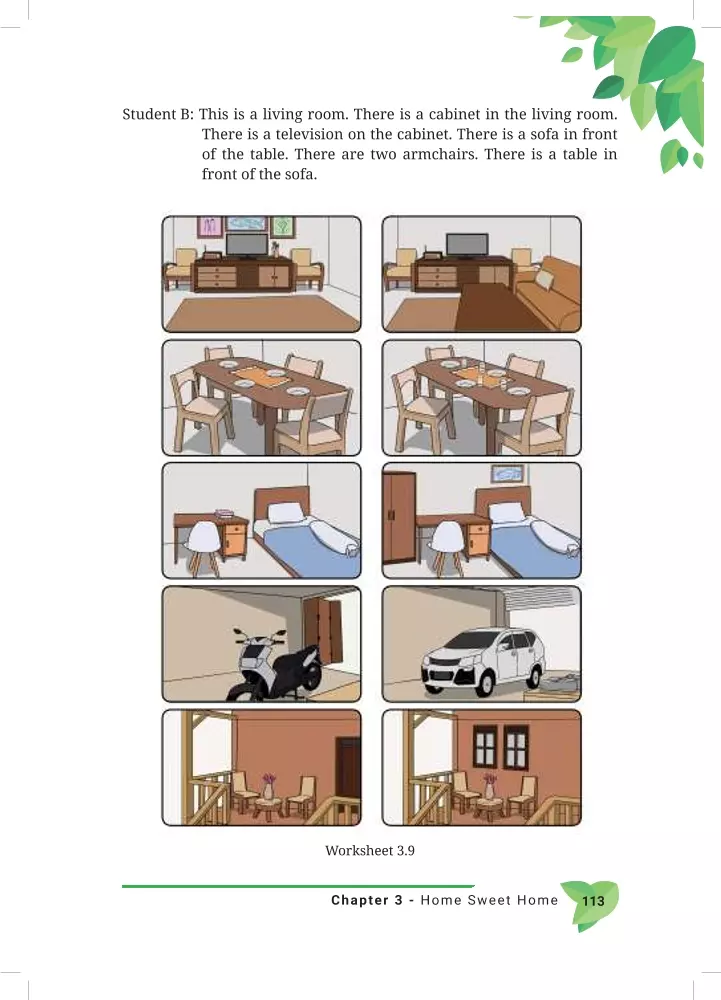 Student B: This is a living room. There is a cabinet in the living room.
There is a television on the cabinet. There is a sofa in front
of the table. There are two armchairs. There is a table in
front of the sofa.
Worksheet 3.9
Chapter 3 - Home Sweet Home 113